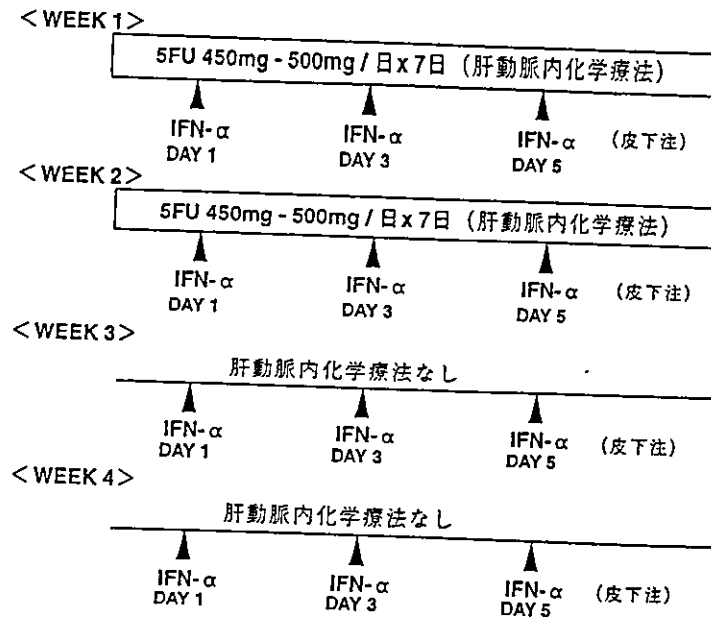 ＜WEEK 1＞
5FU 450mg - 500mg / 日 x 7日 (肝動脈内化学療法)
IFN-α IFN-α IFN-α (皮下注)
DAY 1 DAY 3 DAY 5
＜WEEK 2＞
5FU 450mg - 500mg / 日 x 7日 (肝動脈内化学療法)
IFN-α IFN-α IFN-α (皮下注)
DAY 1 DAY 3 DAY 5
＜WEEK 3＞
肝動脈内化学療法なし
IFN-α IFN-α IFN-α (皮下注)
DAY 1 DAY 3 DAY 5
＜WEEK 4＞
肝動脈内化学療法なし
IFN-α IFN-α IFN-α (皮下注)
DAY 1 DAY 3 DAY 5